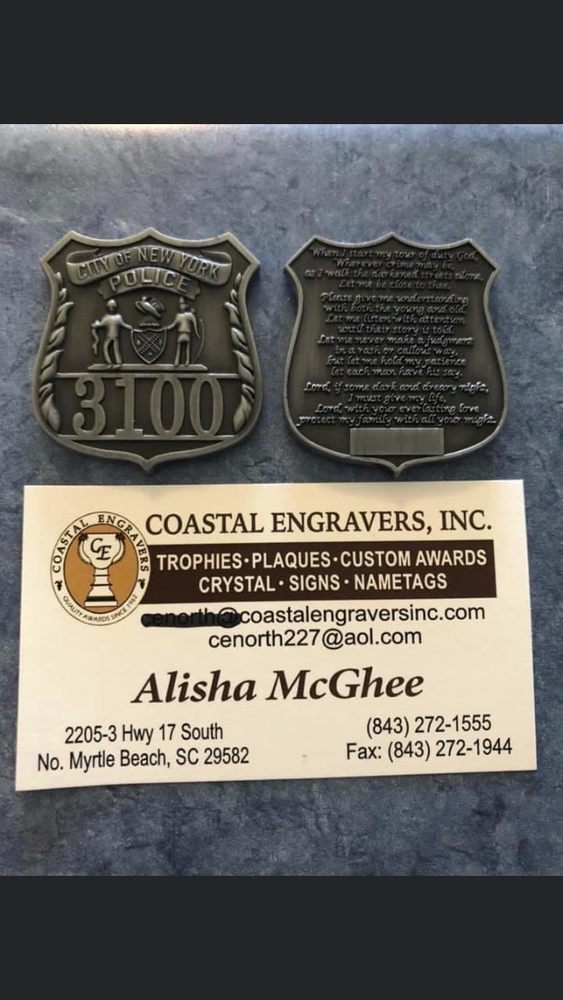 CITY OF NEW YORK
POLICE
3100
When I start my tour of duty God,
Wherever crime may be,
as I walk the darkened streets alone,
Let me be close to thee.
Please give me understanding
with both the young and old.
Let me listen with attention
until their story is told.
Let me never make a judgment
in a rash or callous way,
but let me hold my patience
let each man have his say.
Lord, if some dark and dreary night,
I must give my life,
Lord, with your everlasting love
protect my family with all your might.
COASTAL ENGRAVERS
CE
QUALITY AWARDS SINCE 1982
COASTAL ENGRAVERS, INC.
TROPHIES • PLAQUES • CUSTOM AWARDS
CRYSTAL • SIGNS • NAMETAGS
cenorth@coastalengraversinc.com
cenorth227@aol.com
Alisha McGhee
2205-3 Hwy 17 South
No. Myrtle Beach, SC 29582
(843) 272-1555
Fax: (843) 272-1944